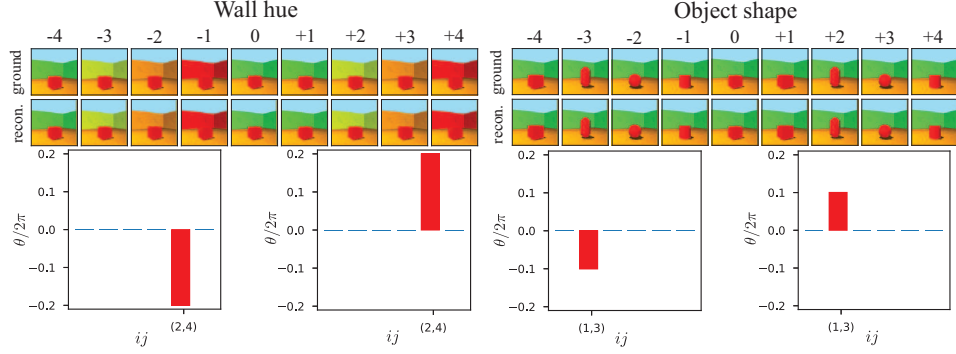 Wall hue
Object shape
-4 -3 -2 -1 0 +1 +2 +3 +4
-4 -3 -2 -1 0 +1 +2 +3 +4
ground
recon.
ground
recon.
0.2
0.1
0.0
−0.1
−0.2
θ/2π
(2,4)
ij
0.2
0.1
0.0
−0.1
−0.2
θ/2π
(2,4)
ij
0.2
0.1
0.0
−0.1
−0.2
θ/2π
(1,3)
ij
0.2
0.1
0.0
−0.1
−0.2
θ/2π
(1,3)
ij